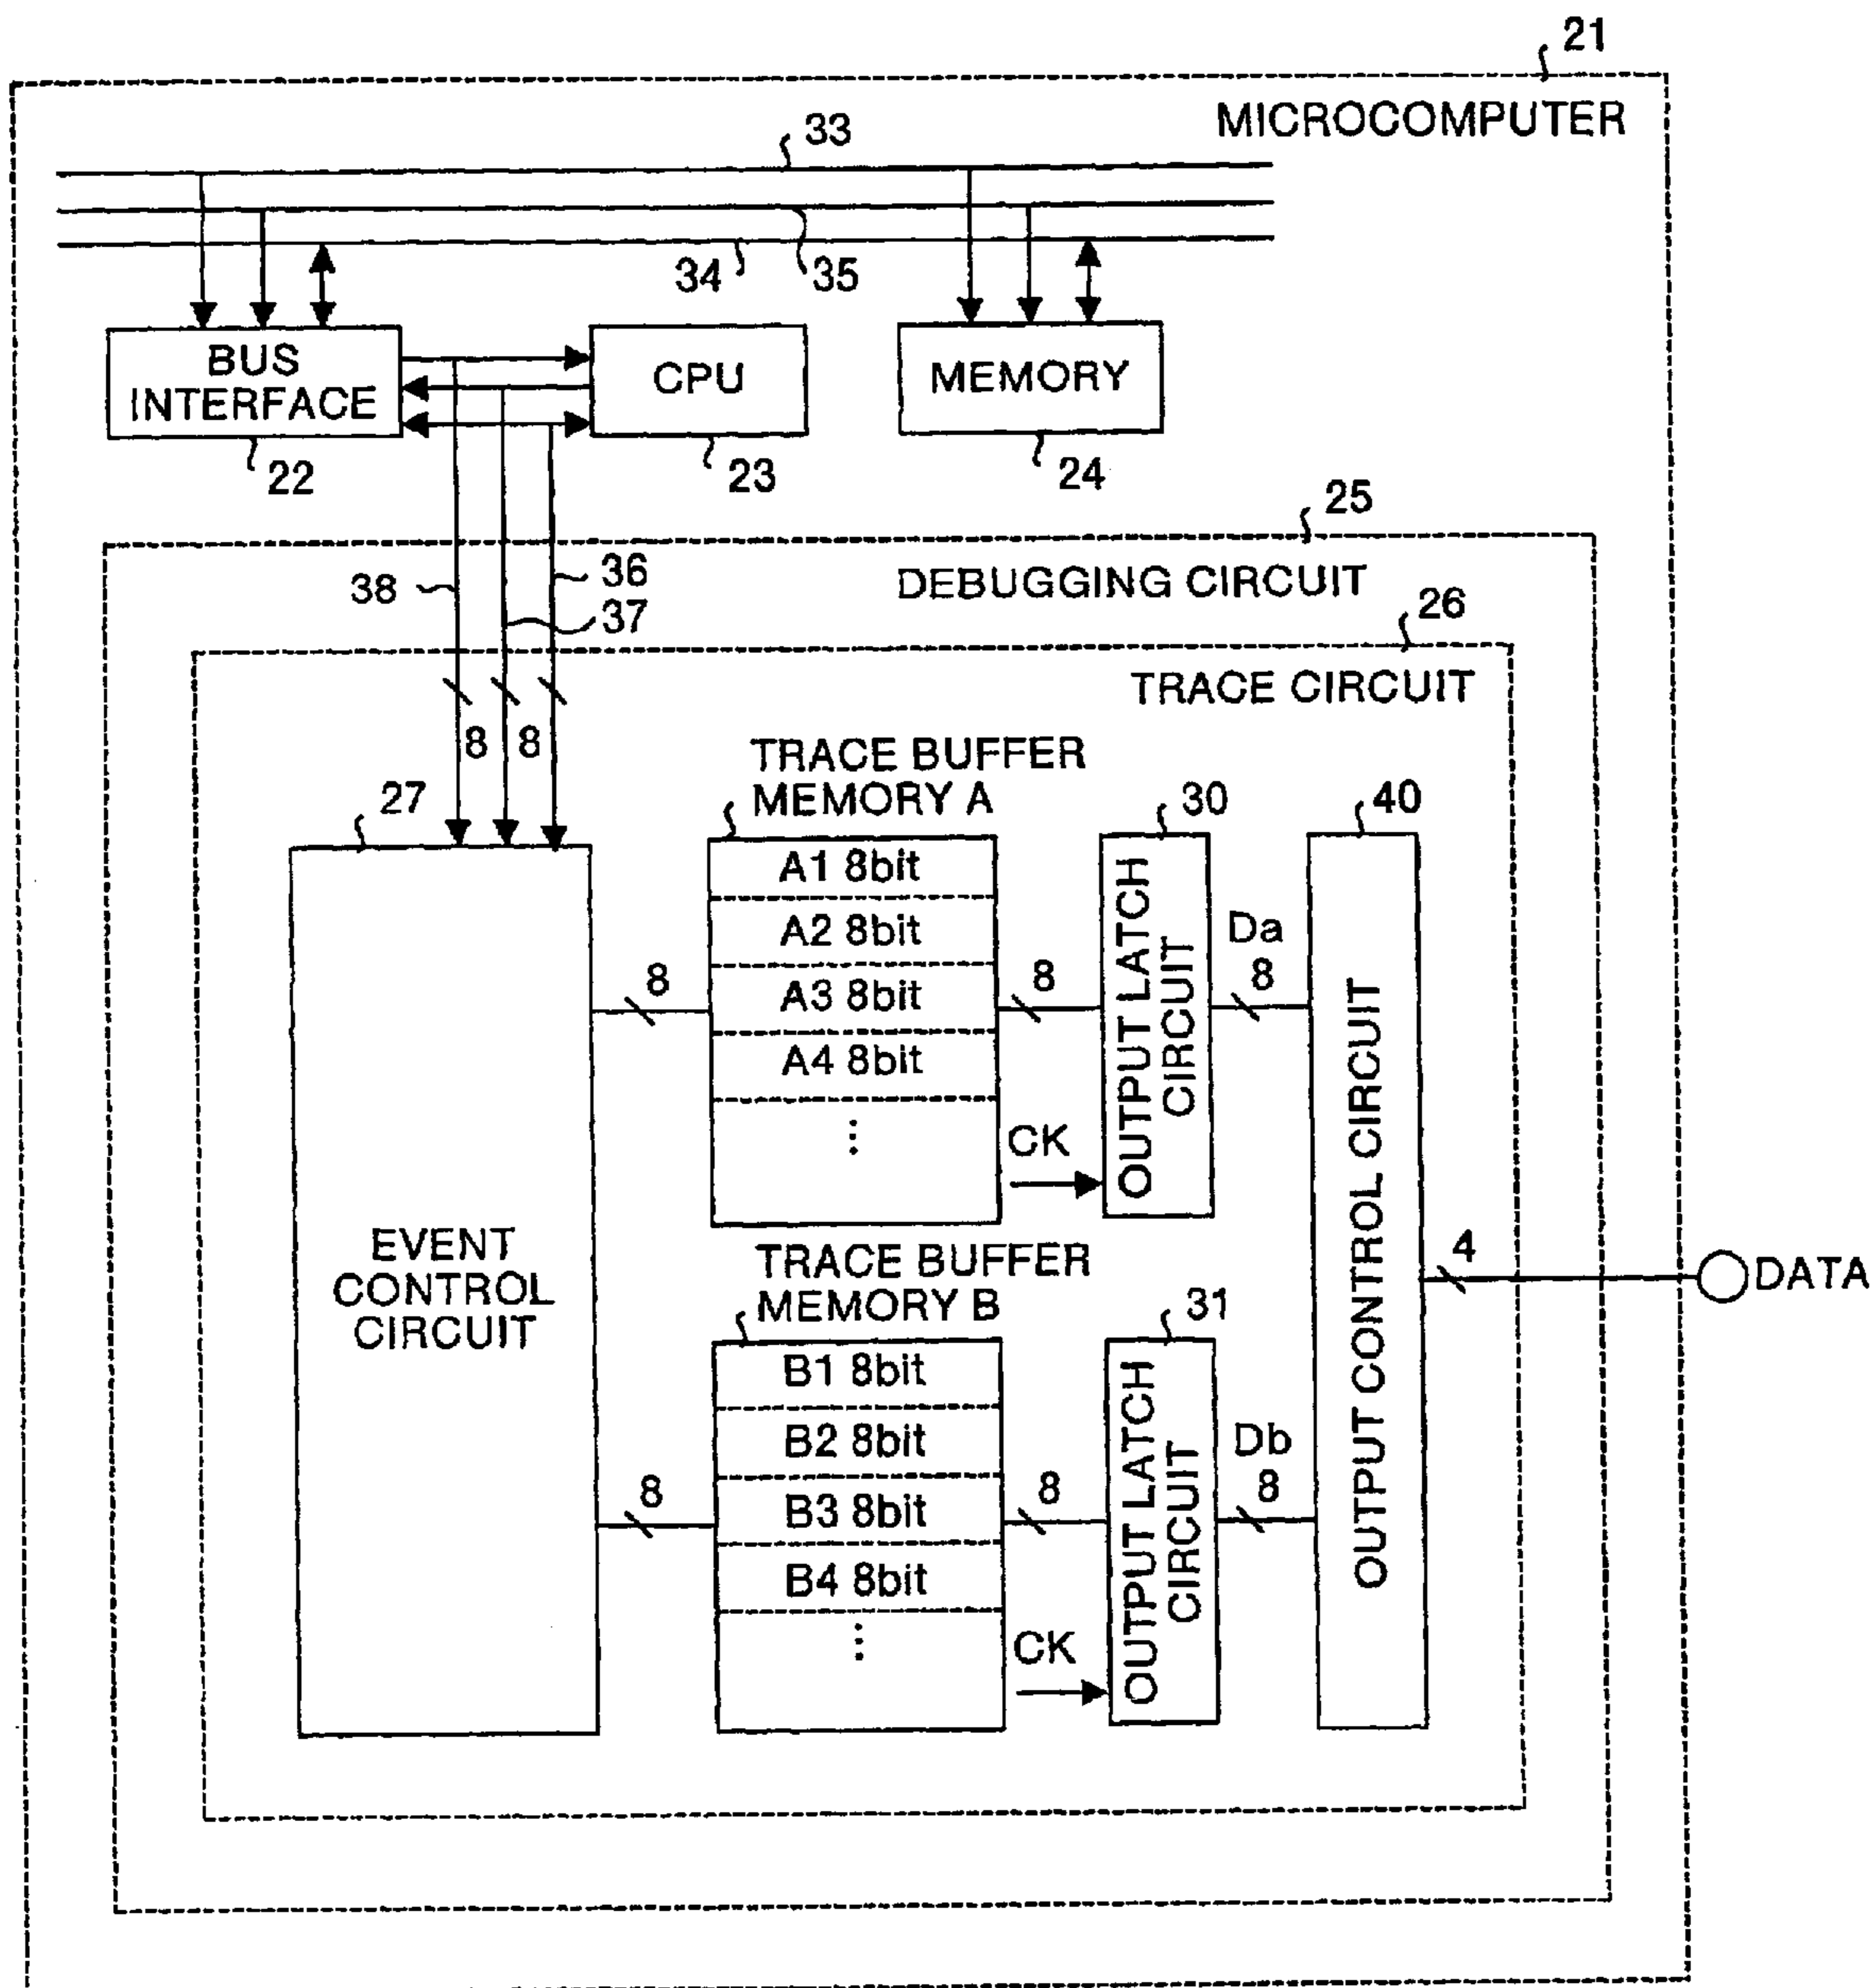 21
MICROCOMPUTER
33
34
35
BUS
INTERFACE
CPU
MEMORY
22
23
24
25
38
36
37
DEBUGGING CIRCUIT
26
TRACE CIRCUIT
8
8
27
TRACE BUFFER
MEMORY A
30
40
A1 8bit
A2 8bit
A3 8bit
A4 8bit
⋮
8
8
CK
OUTPUT LATCH
CIRCUIT
Da
8
EVENT
CONTROL
CIRCUIT
OUTPUT CONTROL CIRCUIT
4
DATA
TRACE BUFFER
MEMORY B
31
B1 8bit
B2 8bit
B3 8bit
B4 8bit
⋮
8
8
CK
OUTPUT LATCH
CIRCUIT
Db
8